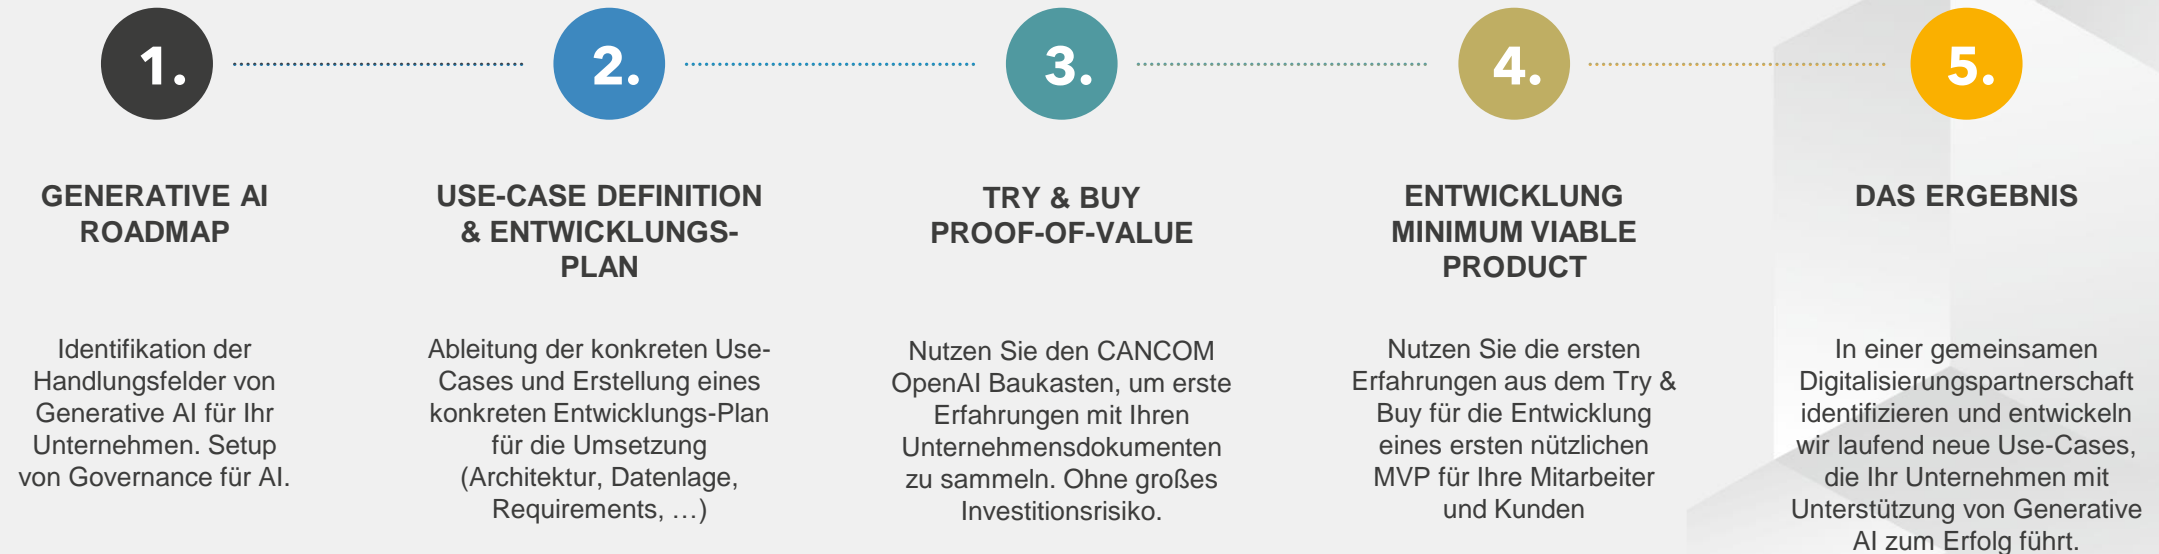 1.
GENERATIVE AI
ROADMAP
Identifikation der
Handlungsfelder von
Generative AI für Ihr
Unternehmen. Setup
von Governance für AI.
2.
USE-CASE DEFINITION
& ENTWICKLUNGS-
PLAN
Ableitung der konkreten Use-
Cases und Erstellung eines
konkreten Entwicklungs-Plan
für die Umsetzung
(Architektur, Datenlage,
Requirements, …)
3.
TRY & BUY
PROOF-OF-VALUE
Nutzen Sie den CANCOM
OpenAI Baukasten, um erste
Erfahrungen mit Ihren
Unternehmensdokumenten
zu sammeln. Ohne großes
Investitionsrisiko.
4.
ENTWICKLUNG
MINIMUM VIABLE
PRODUCT
Nutzen Sie die ersten
Erfahrungen aus dem Try &
Buy für die Entwicklung
eines ersten nützlichen
MVP für Ihre Mitarbeiter
und Kunden
5.
DAS ERGEBNIS
In einer gemeinsamen
Digitalisierungspartnerschaft
identifizieren und entwickeln
wir laufend neue Use-Cases,
die Ihr Unternehmen mit
Unterstützung von Generative
AI zum Erfolg führt.